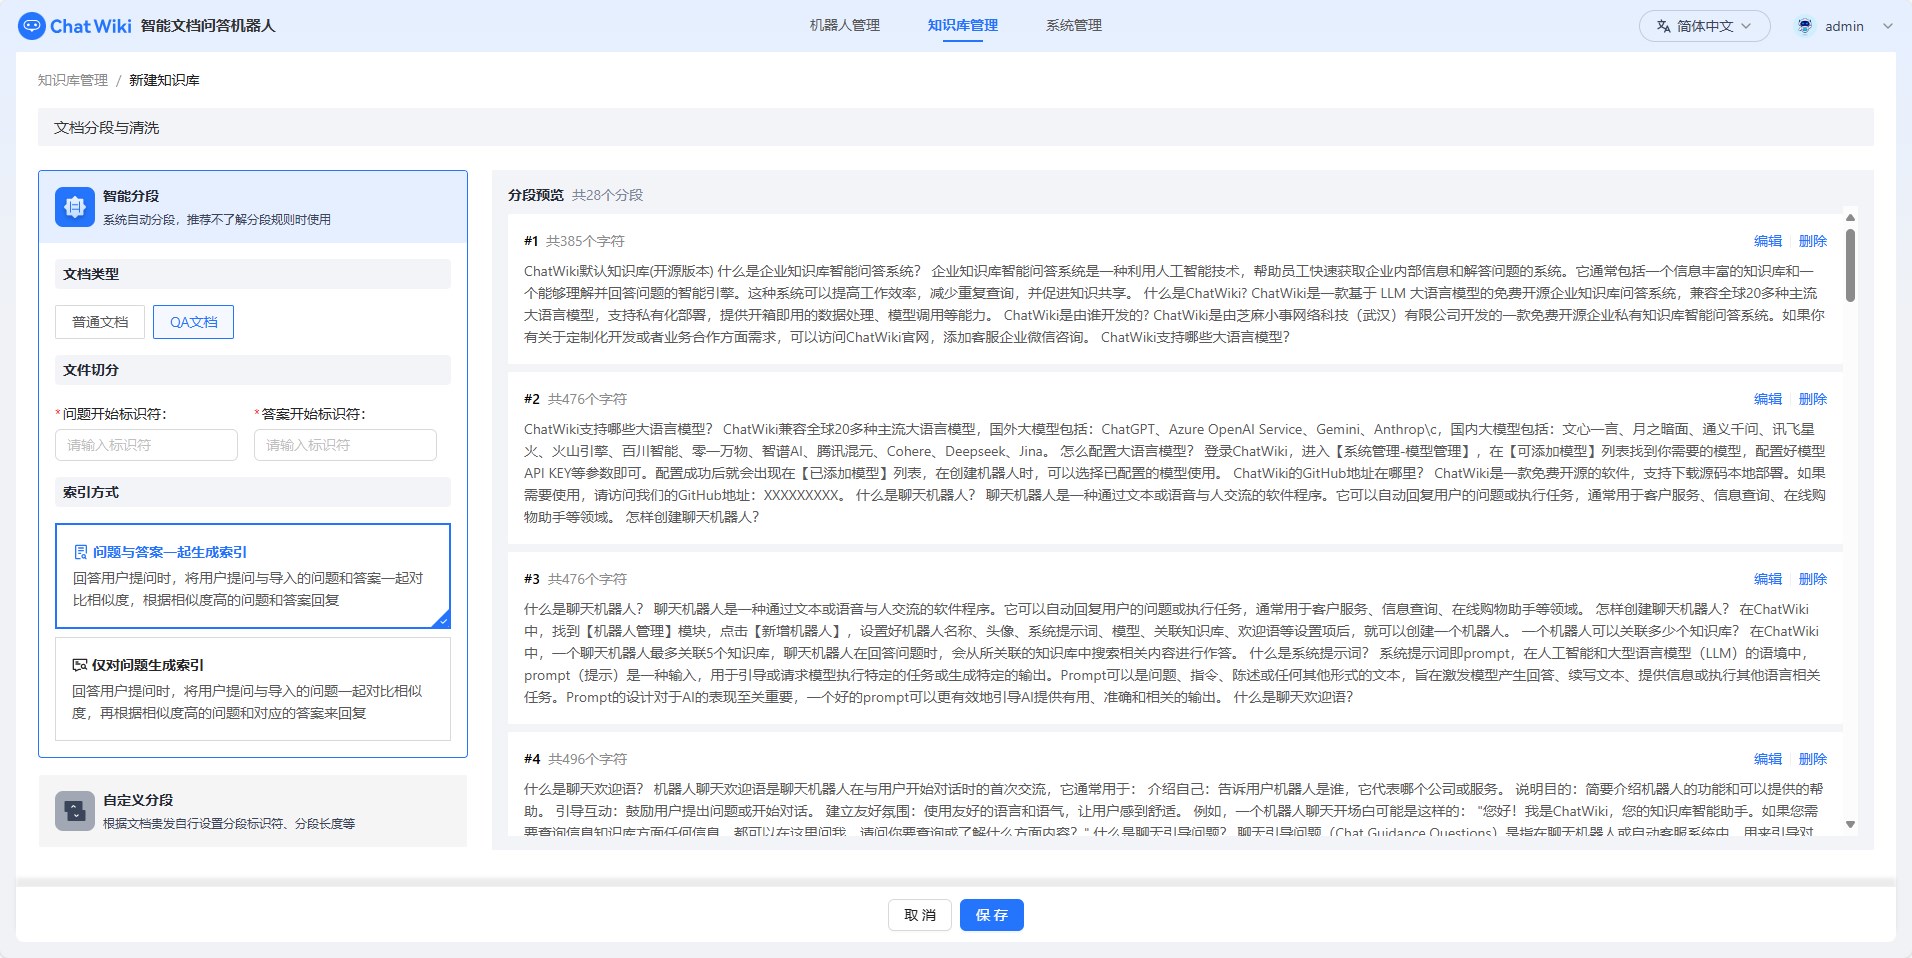 ChatWiki 智能文档问答机器人
机器人管理
知识库管理
系统管理
简体中文
admin
知识库管理 / 新建知识库
文档分段与清洗
智能分段
系统自动分段，推荐不了解分段规则时使用
文档类型
普通文档
QA文档
文件切分
*问题开始标识符：
*答案开始标识符：
请输入标识符
请输入标识符
索引方式
问题与答案一起生成索引
回答用户提问时，将用户提问与导入的问题和答案一起对
比相似度，根据相似度高的问题和答案回复
仅对问题生成索引
回答用户提问时，将用户提问与导入的问题一起对比相似
度，再根据相似度高的问题和对应的答案来回复
自定义分段
根据文档贵发自行设置分段标识符、分段长度等
分段预览 共28个分段
#1 共385个字符
编辑 删除
ChatWiki默认知识库(开源版本) 什么是企业知识库智能问答系统？ 企业知识库智能问答系统是一种利用人工智能技术，帮助员工快速获取企业内部信息和解答问题的系统。它通常包括一个信息丰富的知识库和一
个能够理解并回答问题的智能引擎。这种系统可以提高工作效率，减少重复查询，并促进知识共享。 什么是ChatWiki? ChatWiki是一款基于 LLM 大语言模型的免费开源企业知识库问答系统，兼容全球20多种主流
大语言模型，支持私有化部署，提供开箱即用的数据处理、模型调用等能力。 ChatWiki是由谁开发的? ChatWiki是由芝麻小事网络科技（武汉）有限公司开发的一款免费开源企业私有知识库智能问答系统。如果你
有关于定制化开发或者业务合作方面需求，可以访问ChatWiki官网，添加客服企业微信咨询。 ChatWiki支持哪些大语言模型?
#2 共476个字符
编辑 删除
ChatWiki支持哪些大语言模型? ChatWiki兼容全球20多种主流大语言模型，国外大模型包括：ChatGPT、Azure OpenAI Service、Gemini、Anthrop\c，国内大模型包括：文心一言、月之暗面、通义千问、讯飞星
火、火山引擎、百川智能、零一万物、智谱AI、腾讯混元、Cohere、Deepseek、Jina。 怎么配置大语言模型? 登录ChatWiki，进入【系统管理-模型管理】，在【可添加模型】列表找到你需要的模型，配置好模型
API KEY等参数即可。配置成功后就会出现在【已添加模型】列表，在创建机器人时，可以选择已配置的模型使用。 ChatWiki的GitHub地址在哪里? ChatWiki是一款免费开源的软件，支持下载源码本地部署。如果
需要使用，请访问我们的GitHub地址：XXXXXXXXX。 什么是聊天机器人? 聊天机器人是一种通过文本或语音与人交流的软件程序。它可以自动回复用户的问题或执行任务，通常用于客户服务、信息查询、在线购
物助手等领域。 怎样创建聊天机器人?
#3 共476个字符
编辑 删除
什么是聊天机器人? 聊天机器人是一种通过文本或语音与人交流的软件程序。它可以自动回复用户的问题或执行任务，通常用于客户服务、信息查询、在线购物助手等领域。 怎样创建聊天机器人? 在ChatWiki
中，找到【机器人管理】模块，点击【新增机器人】，设置好机器人名称、头像、系统提示词、模型、关联知识库、欢迎语等设置项后，就可以创建一个机器人。 一个机器人可以关联多少个知识库? 在ChatWiki
中，一个聊天机器人最多关联5个知识库，聊天机器人在回答问题时，会从所关联的知识库中搜索相关内容进行作答。 什么是系统提示词? 系统提示词即prompt，在人工智能和大型语言模型（LLM）的语境中，
prompt（提示）是一种输入，用于引导或请求模型执行特定的任务或生成特定的输出。Prompt可以是问题、指令、陈述或任何其他形式的文本，旨在激发模型产生回答、续写文本、提供信息或执行其他语言相关
任务。Prompt的设计对于AI的表现至关重要，一个好的prompt可以更有效地引导AI提供有用、准确和相关的输出。 什么是聊天欢迎语?
#4 共496个字符
编辑 删除
什么是聊天欢迎语? 机器人聊天欢迎语是聊天机器人在与用户开始对话时的首次交流，它通常用于： 介绍自己：告诉用户机器人是谁，它代表哪个公司或服务。 说明目的：简要介绍机器人的功能和可以提供的帮
助。 引导互动：鼓励用户提出问题或开始对话。 建立友好氛围：使用友好的语言和语气，让用户感到舒适。 例如，一个机器人聊天开场白可能是这样的： "您好！我是ChatWiki，您的知识库智能助手。如果您需
要查询信息知识库方面任何信息，都可以在这里问我，请问你要查询或了解什么方面内容？" 什么是聊天引导问题? 聊天引导问题（Chat Guidance Questions）是指在聊天机器人或自动客服系统中，用来引导对
取 消
保 存